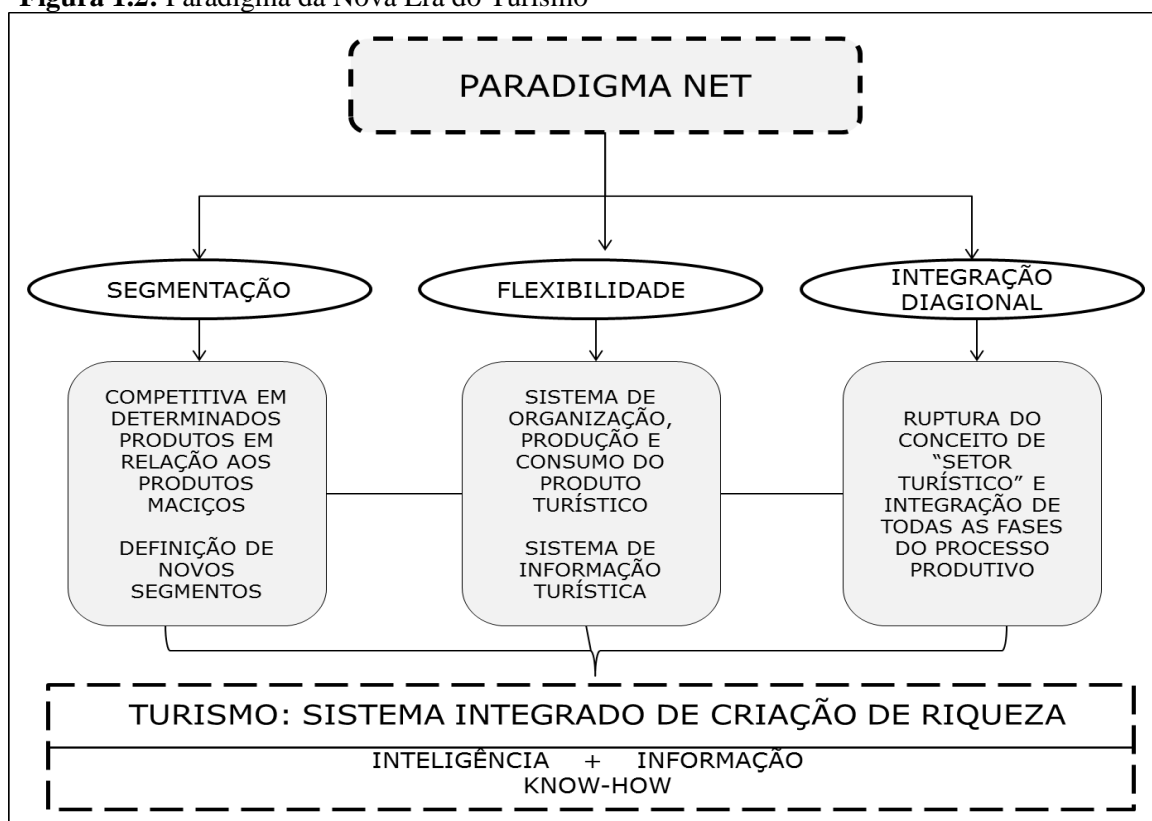 Figura 1.2: Paradigma da Nova Era do Turismo
PARADIGMA NET
SEGMENTAÇÃO
FLEXIBILIDADE
INTEGRAÇÃO
DIAGIONAL
COMPETITIVA EM
DETERMINADOS
PRODUTOS EM
RELAÇÃO AOS
PRODUTOS
MACIÇOS
DEFINIÇÃO DE
NOVOS
SEGMENTOS
SISTEMA DE
ORGANIZAÇÃO,
PRODUÇÃO E
CONSUMO DO
PRODUTO
TURÍSTICO
SISTEMA DE
INFORMAÇÃO
TURÍSTICA
RUPTURA DO
CONCEITO DE
“SETOR
TURÍSTICO” E
INTEGRAÇÃO DE
TODAS AS FASES
DO PROCESSO
PRODUTIVO
TURISMO: SISTEMA INTEGRADO DE CRIAÇÃO DE RIQUEZA
INTELIGÊNCIA + INFORMAÇÃO
KNOW-HOW